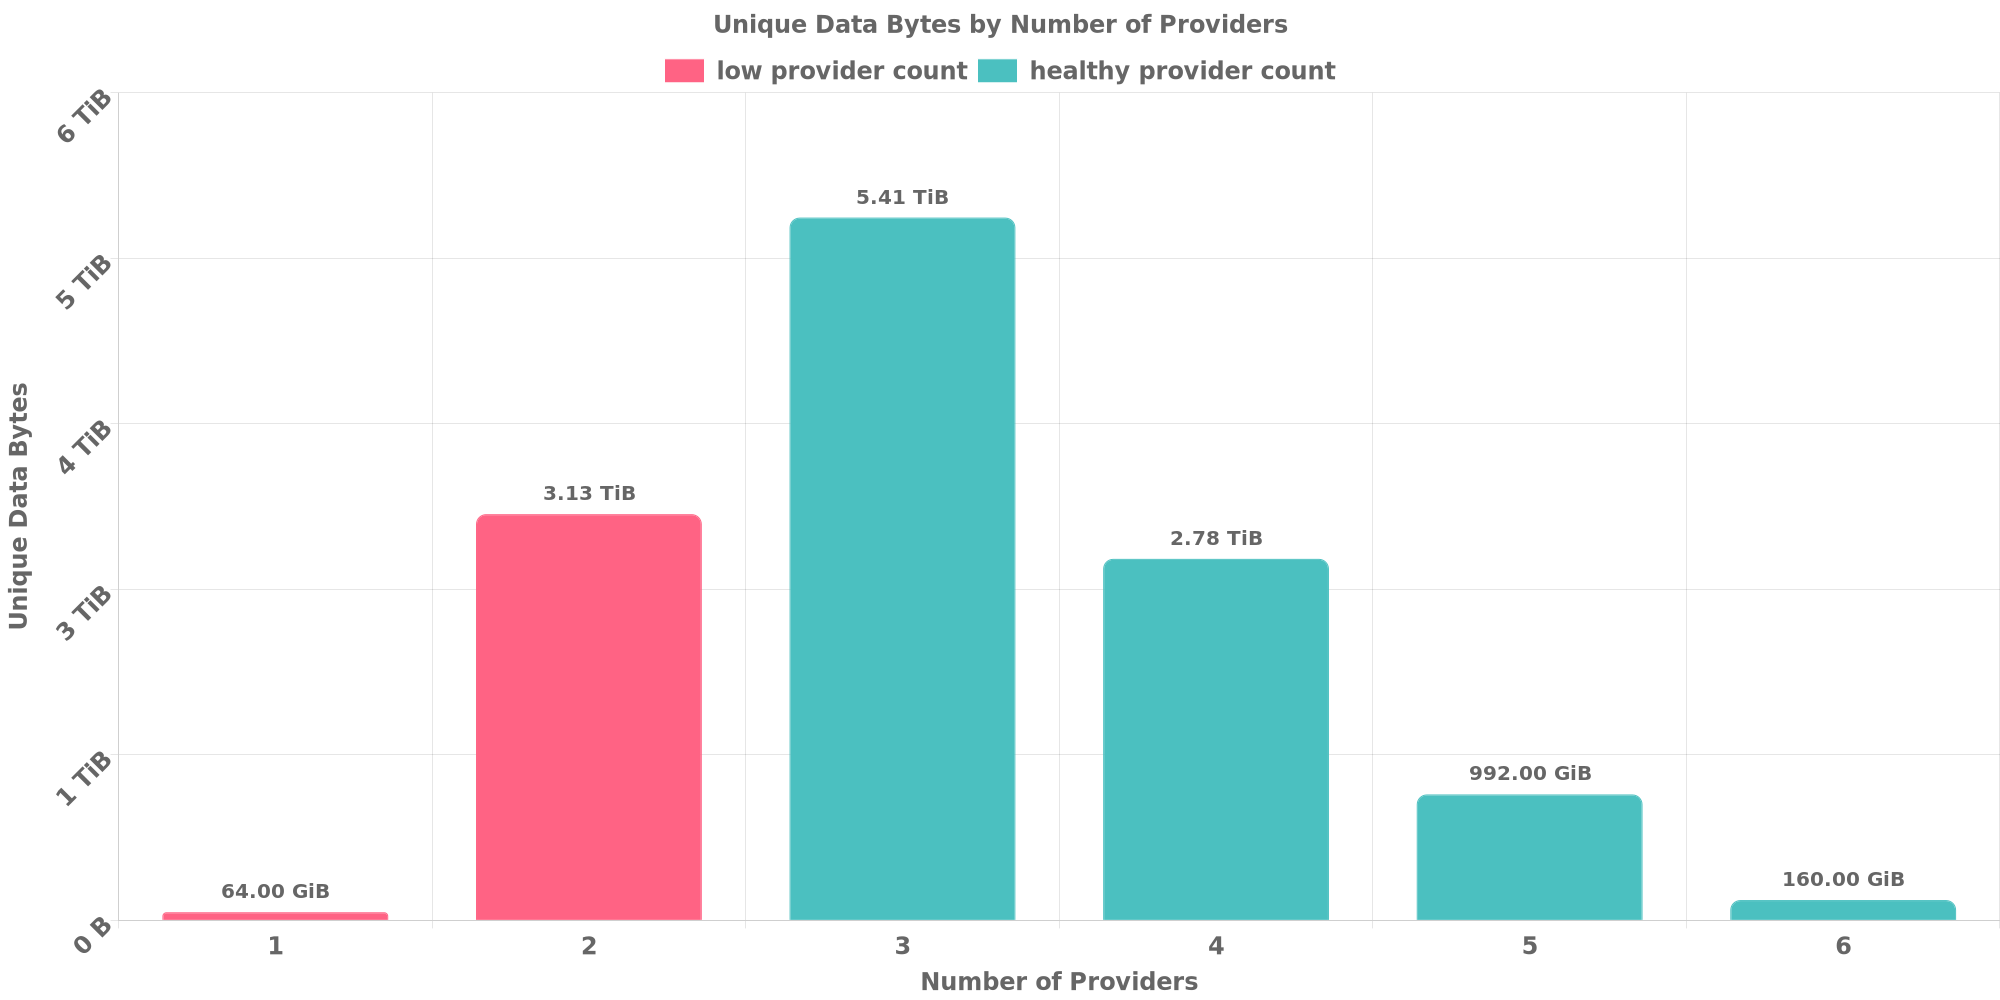 Unique Data Bytes by Number of Providers
low provider count healthy provider count
6 TiB
5 TiB
4 TiB
3 TiB
1 TiB
0 B
Unique Data Bytes
64.00 GiB
3.13 TiB
5.41 TiB
2.78 TiB
992.00 GiB
160.00 GiB
1 2 3 4 5 6
Number of Providers